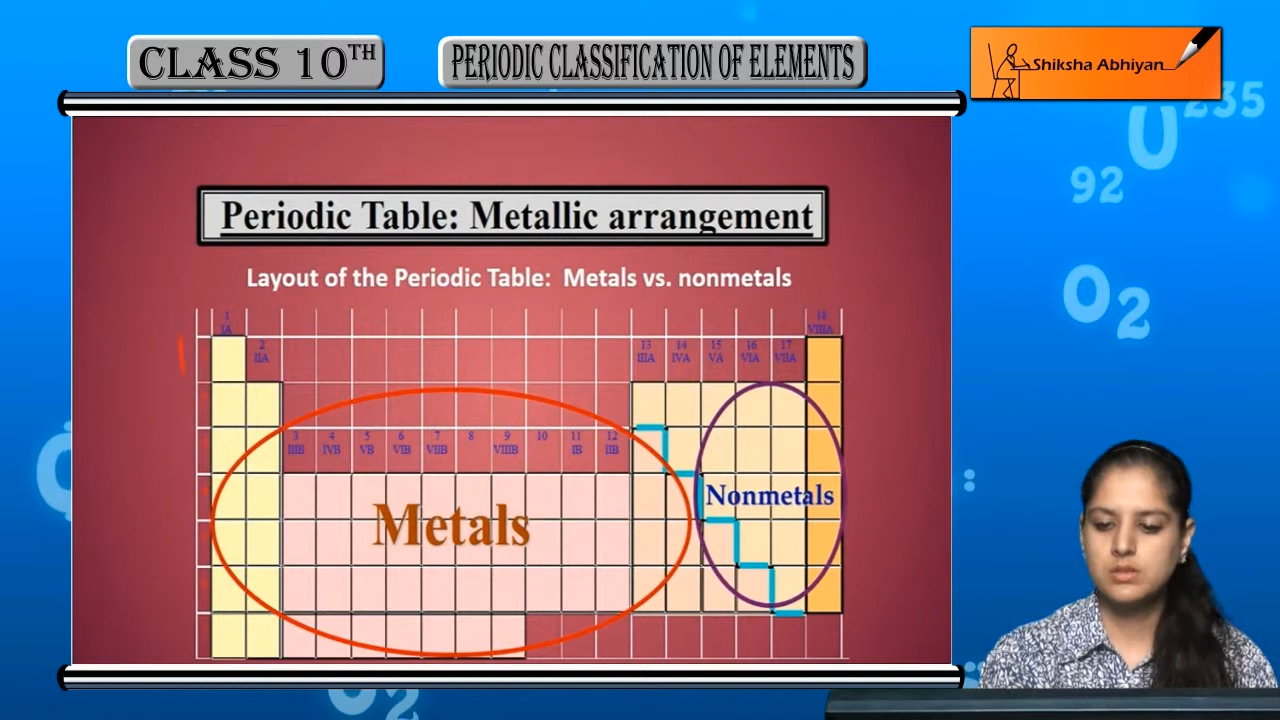 CLASS 10TH
PERIODIC CLASSIFICATION OF ELEMENTS
Shiksha Abhiyan
U235
92
O2
Periodic Table: Metallic arrangement
Layout of the Periodic Table: Metals vs. nonmetals
1 18
IA VIIIA
2 13 14 15 16 17
IIA IIIA IVA VA VIA VIIA
3 4 5 6 7 8 9 10 11 12
IIIB IVB VB VIB VIIB VIIIB IB IIB
Metals
Nonmetals
O2